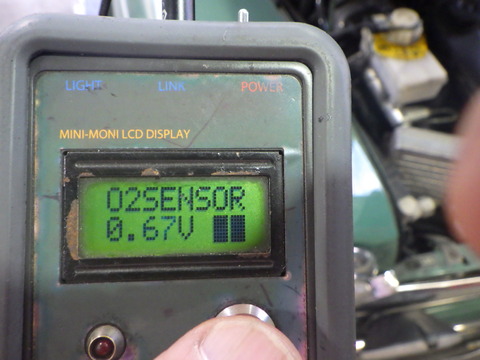 LIGHT LINK POWER
MINI-MONI LCD DISPLAY
O2SENSOR
0.67V